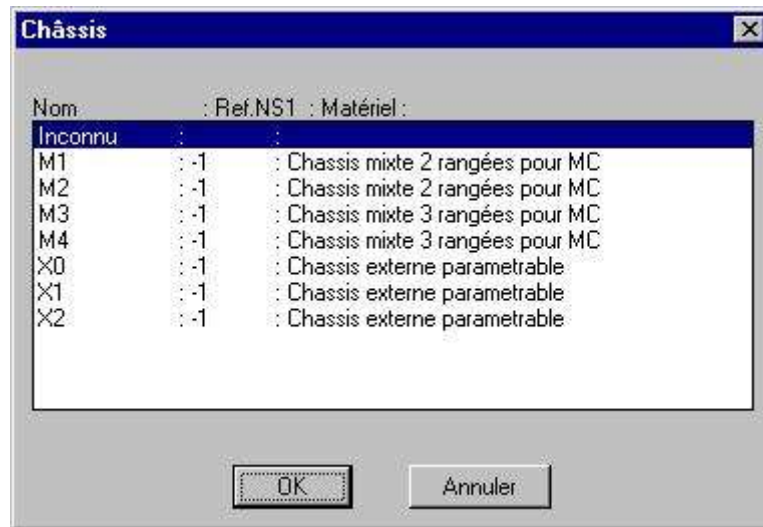 Châssis
Nom : Ref.NS1 : Matériel :
Inconnu : :
M1 : -1 : Chassis mixte 2 rangées pour MC
M2 : -1 : Chassis mixte 2 rangées pour MC
M3 : -1 : Chassis mixte 3 rangées pour MC
M4 : -1 : Chassis mixte 3 rangées pour MC
X0 : -1 : Chassis externe parametrable
X1 : -1 : Chassis externe parametrable
X2 : -1 : Chassis externe parametrable
OK Annuler